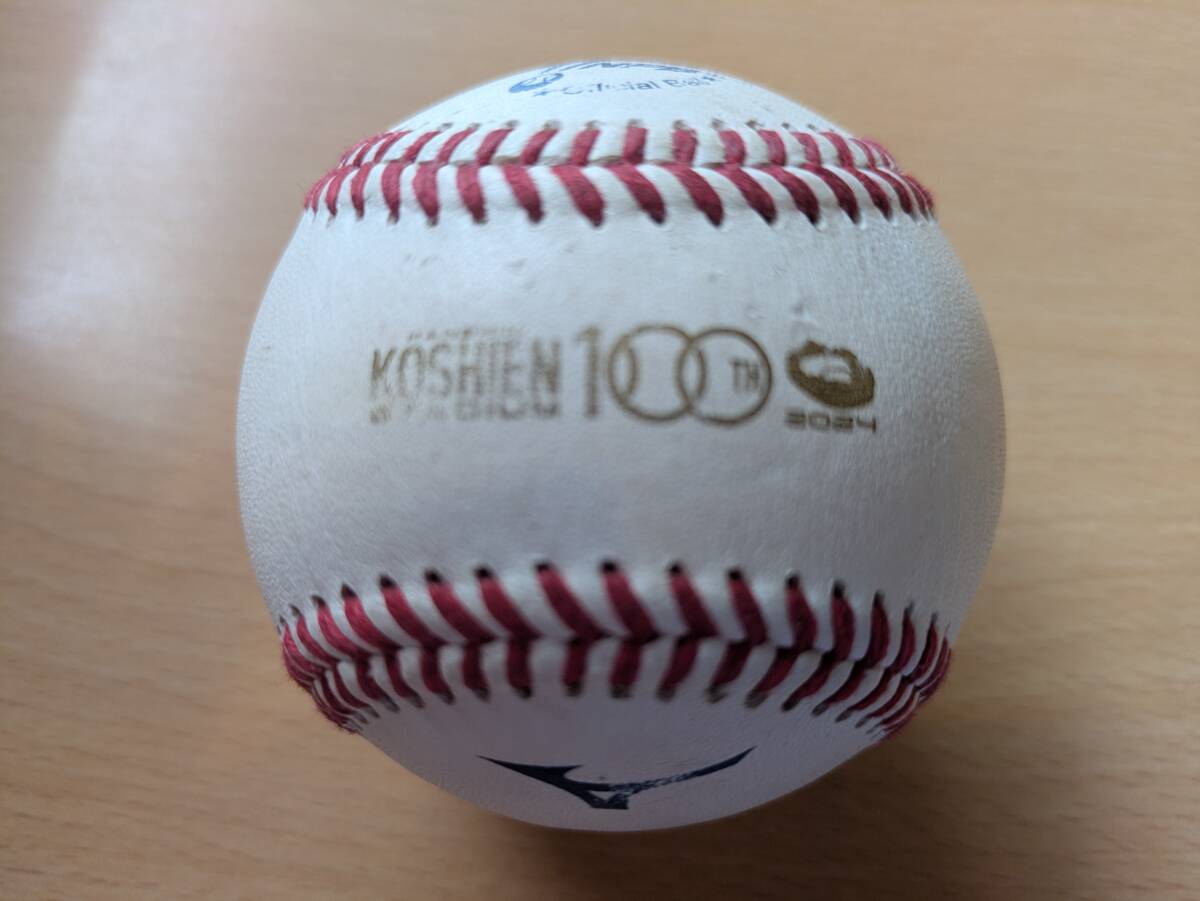 Official Ball
KOSHIEN 100TH
2024